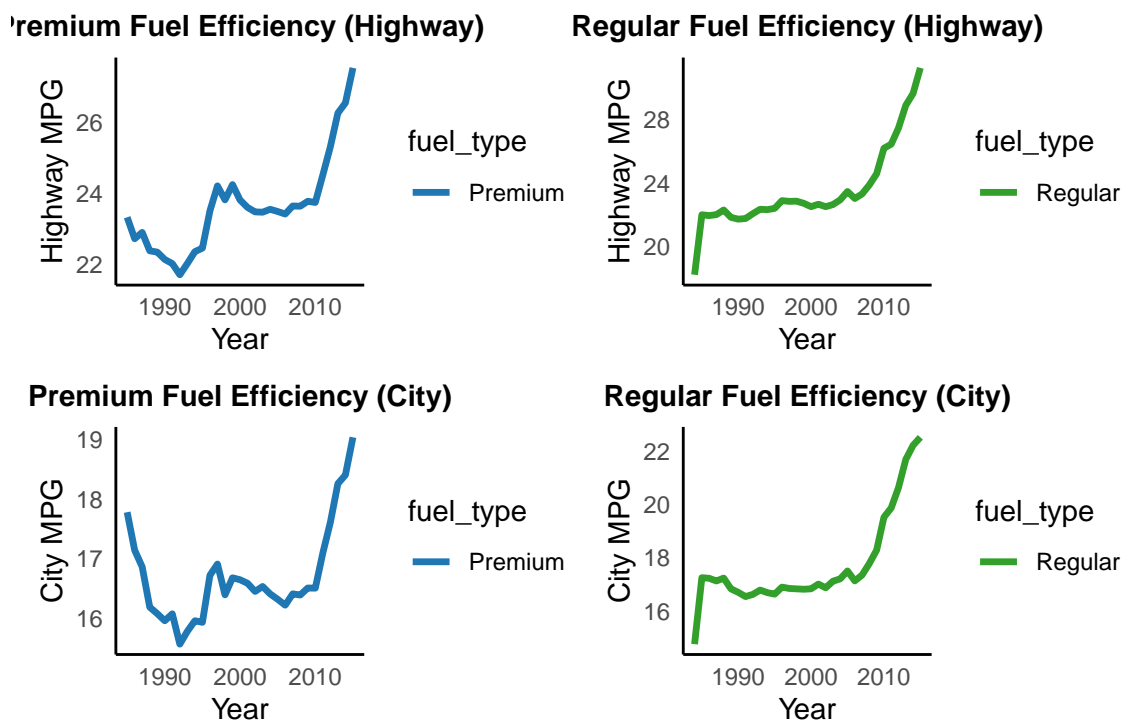 Premium Fuel Efficiency (Highway)
Highway MPG
26
24
22
1990 2000 2010
Year
fuel_type
Premium
Regular Fuel Efficiency (Highway)
Highway MPG
28
24
20
1990 2000 2010
Year
fuel_type
Regular
Premium Fuel Efficiency (City)
City MPG
19
18
17
16
1990 2000 2010
Year
fuel_type
Premium
Regular Fuel Efficiency (City)
City MPG
22
20
18
16
1990 2000 2010
Year
fuel_type
Regular